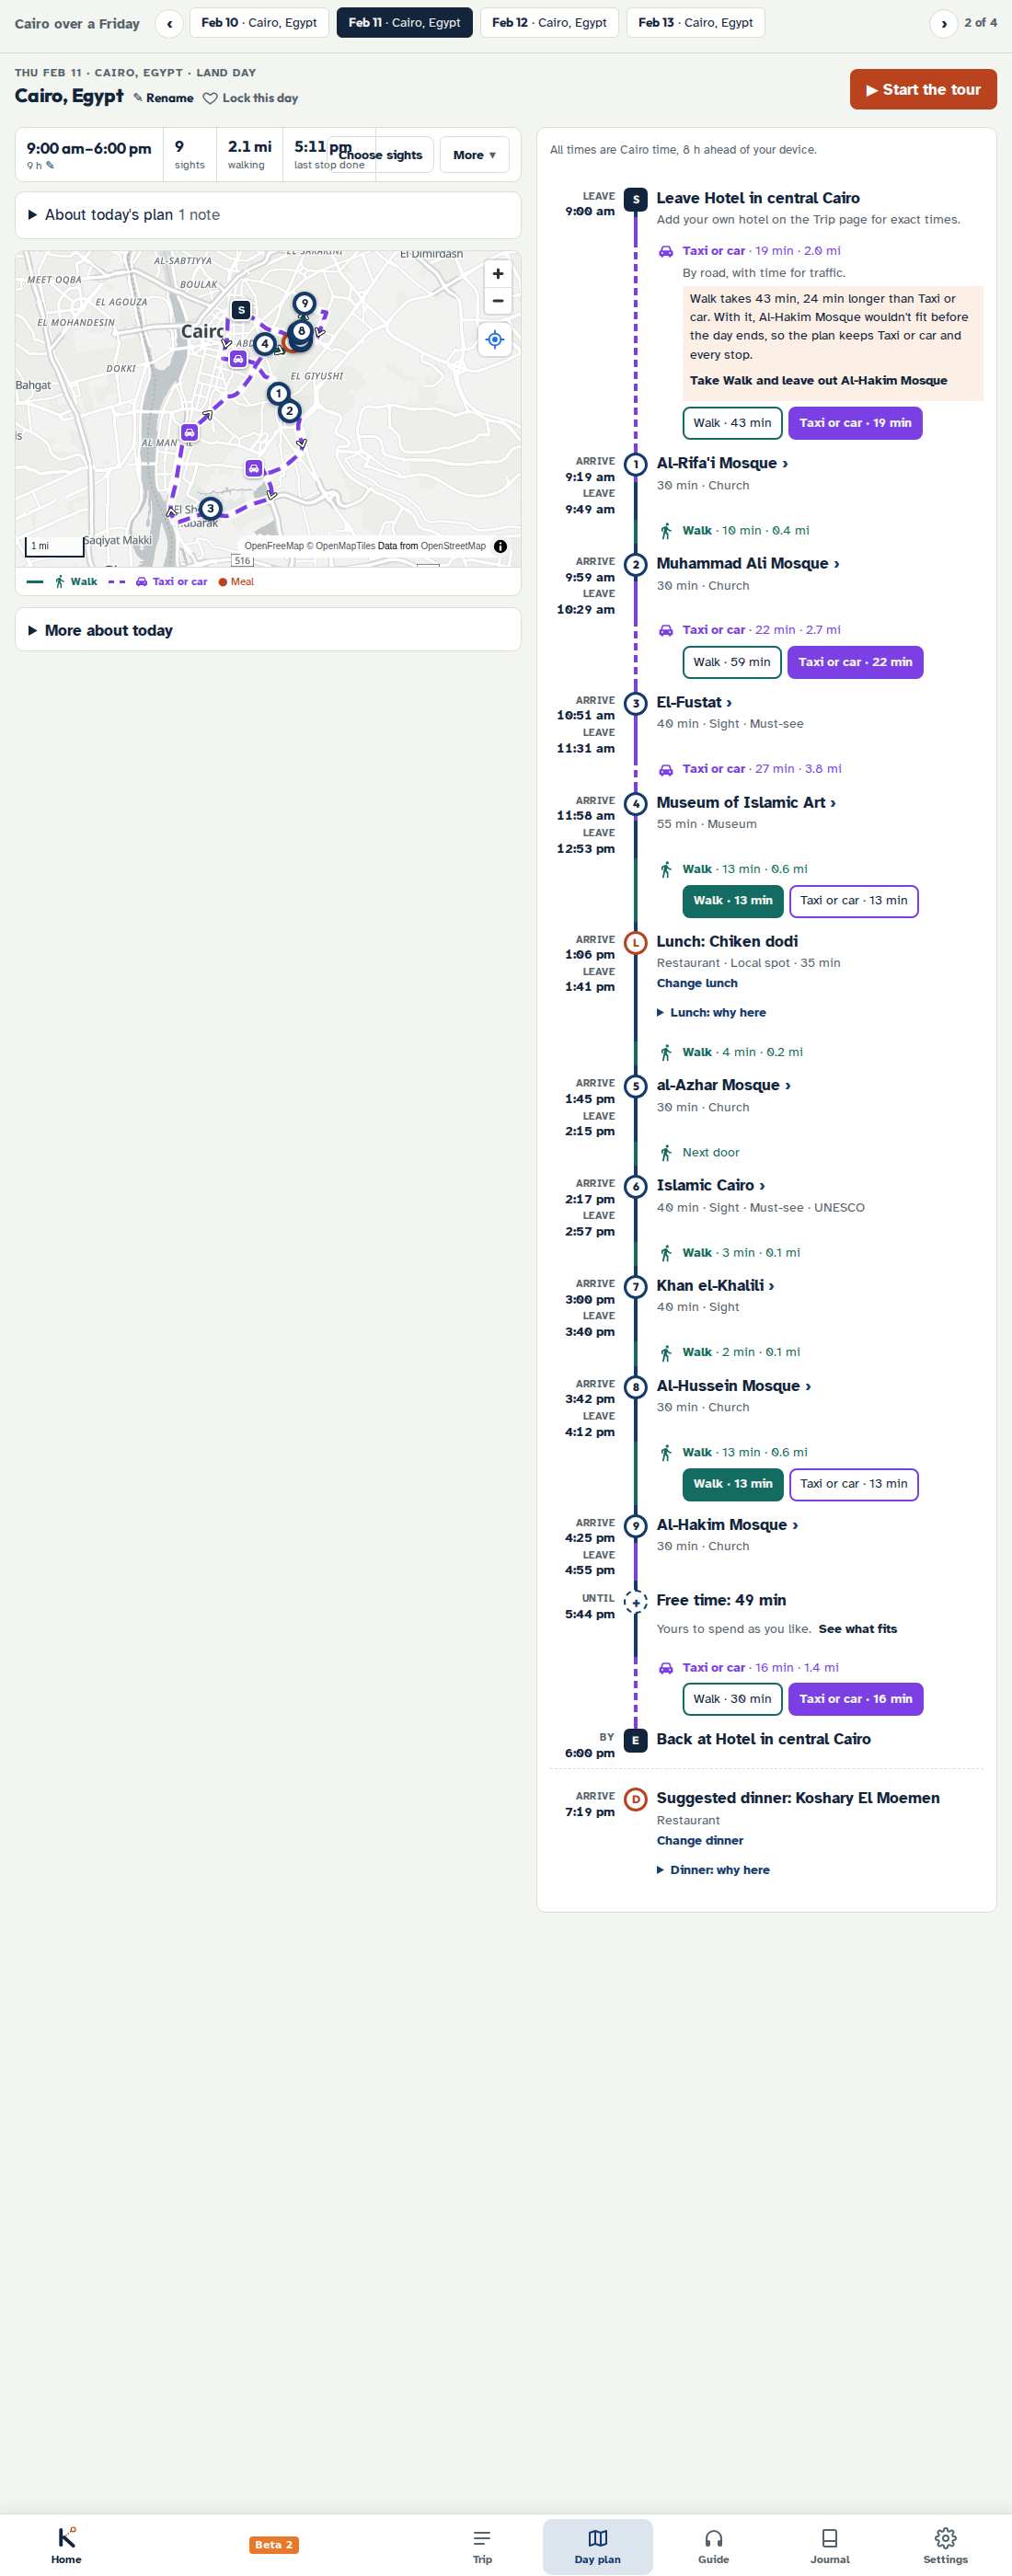 Cairo over a Friday
‹
Feb 10 · Cairo, Egypt
Feb 11 · Cairo, Egypt
Feb 12 · Cairo, Egypt
Feb 13 · Cairo, Egypt
›
2 of 4
THU FEB 11 · CAIRO, EGYPT · LAND DAY
Cairo, Egypt ✎ Rename Lock this day
▶ Start the tour
9:00 am–6:00 pm
9 h ✎
9
sights
2.1 mi
walking
5:11 pm
last stop done
Choose sights
More ▼
▶ About today's plan 1 note
AL-SABTIYYA
El Dimirdash
MEET OQBA
BOULAK
EL AGOUZA
EL MOHANDESIN
Cairo
DOKKI
EL GIYUSHI
Bahgat
Saqiyat Makki
S
9
8
4
1
2
3
+
−
1 mi
516
OpenFreeMap © OpenMapTiles Data from OpenStreetMap
Walk
Taxi or car
Meal
▶ More about today
All times are Cairo time, 8 h ahead of your device.
LEAVE
9:00 am
S
Leave Hotel in central Cairo
Add your own hotel on the Trip page for exact times.
Taxi or car · 19 min · 2.0 mi
By road, with time for traffic.
Walk takes 43 min, 24 min longer than Taxi or
car. With it, Al-Hakim Mosque wouldn't fit before
the day ends, so the plan keeps Taxi or car and
every stop.
Take Walk and leave out Al-Hakim Mosque
Walk · 43 min
Taxi or car · 19 min
ARRIVE
9:19 am
LEAVE
9:49 am
1
Al-Rifa'i Mosque ›
30 min · Church
Walk · 10 min · 0.4 mi
ARRIVE
9:59 am
LEAVE
10:29 am
2
Muhammad Ali Mosque ›
30 min · Church
Taxi or car · 22 min · 2.7 mi
Walk · 59 min
Taxi or car · 22 min
ARRIVE
10:51 am
LEAVE
11:31 am
3
El-Fustat ›
40 min · Sight · Must-see
Taxi or car · 27 min · 3.8 mi
ARRIVE
11:58 am
LEAVE
12:53 pm
4
Museum of Islamic Art ›
55 min · Museum
Walk · 13 min · 0.6 mi
Walk · 13 min
Taxi or car · 13 min
ARRIVE
1:06 pm
LEAVE
1:41 pm
L
Lunch: Chiken dodi
Restaurant · Local spot · 35 min
Change lunch
▶ Lunch: why here
Walk · 4 min · 0.2 mi
ARRIVE
1:45 pm
LEAVE
2:15 pm
5
al-Azhar Mosque ›
30 min · Church
Next door
ARRIVE
2:17 pm
LEAVE
2:57 pm
6
Islamic Cairo ›
40 min · Sight · Must-see · UNESCO
Walk · 3 min · 0.1 mi
ARRIVE
3:00 pm
LEAVE
3:40 pm
7
Khan el-Khalili ›
40 min · Sight
Walk · 2 min · 0.1 mi
ARRIVE
3:42 pm
LEAVE
4:12 pm
8
Al-Hussein Mosque ›
30 min · Church
Walk · 13 min · 0.6 mi
Walk · 13 min
Taxi or car · 13 min
ARRIVE
4:25 pm
LEAVE
4:55 pm
9
Al-Hakim Mosque ›
30 min · Church
UNTIL
5:44 pm
+
Free time: 49 min
Yours to spend as you like. See what fits
Taxi or car · 16 min · 1.4 mi
Walk · 30 min
Taxi or car · 16 min
BY
6:00 pm
E
Back at Hotel in central Cairo
ARRIVE
7:19 pm
D
Suggested dinner: Koshary El Moemen
Restaurant
Change dinner
▶ Dinner: why here
Home
Beta 2
Trip
Day plan
Guide
Journal
Settings